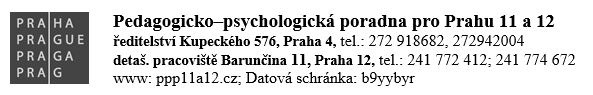 PRAHA
PRAGUE
PRAGA
PRAG
Pedagogicko–psychologická poradna pro Prahu 11 a 12
ředitelství Kupeckého 576, Praha 4, tel.: 272 918682, 272942004
detaš. pracoviště Barunčina 11, Praha 12, tel.: 241 772 412; 241 774 672
www: ppp11a12.cz; Datová schránka: b9yybyr